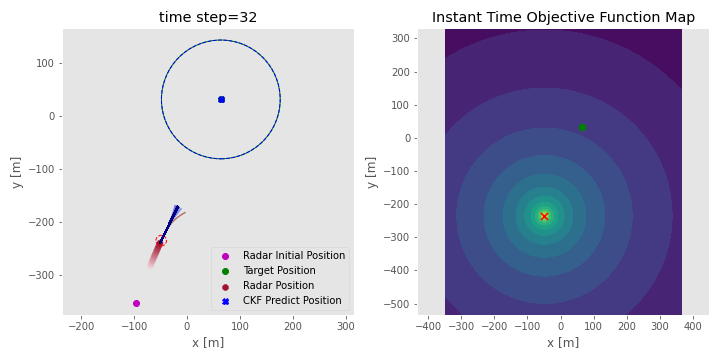 time step=32
100
0
−100
−200
−300
y [m]
−200
−100
0
100
200
300
x [m]
Radar Initial Position
Target Position
Radar Position
CKF Predict Position
Instant Time Objective Function Map
300
200
100
0
−100
−200
−300
−400
−500
y [m]
−400
−300
−200
−100
0
100
200
300
400
x [m]